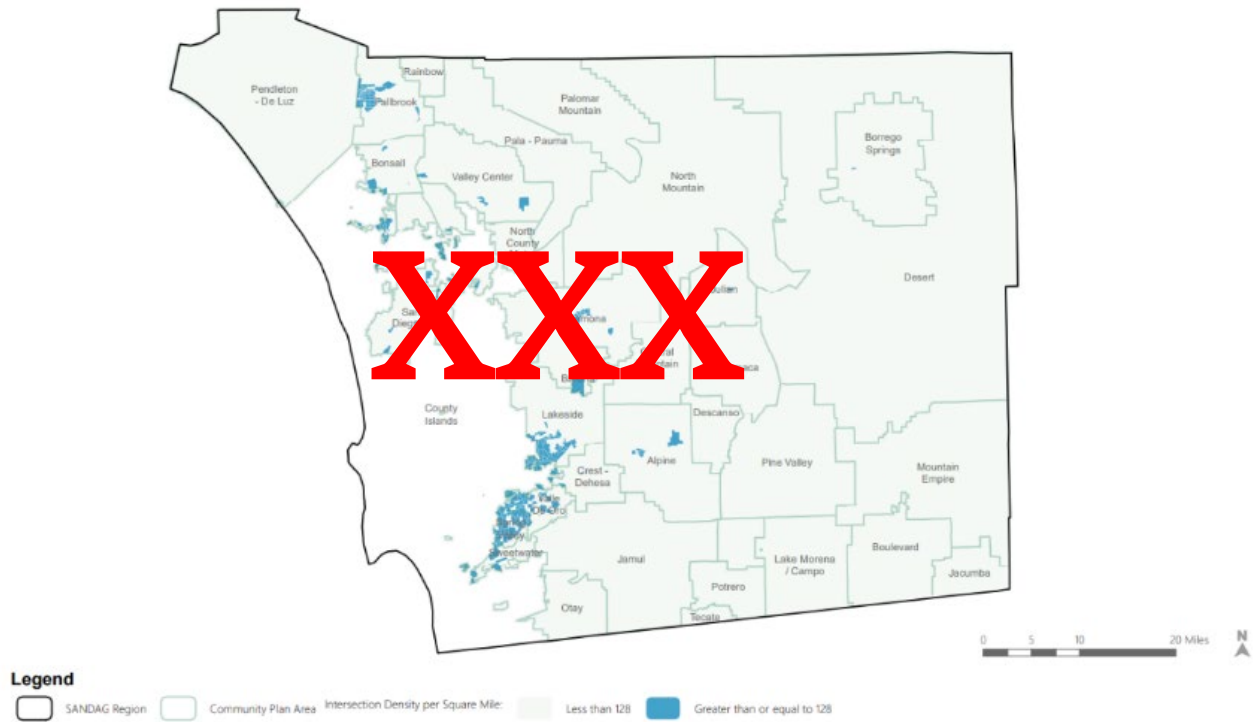 Rainbow
Pendleton
- De Luz
Fallbrook
Palomar
Mountain
Borrego
Springs
Pala - Pauma
Bonsall
Valley Center
North
Mountain
North
County
XXX
Desert
County
Islands
Lakeside
Descanso
Alpine
Pine Valley
Crest -
Dehesa
Mountain
Empire
Valle
De Oro
Sweetwater
Jamul
Lake Morena
/ Campo
Boulevard
Jacumba
Potrero
Otay
Tecate
0 5 10 20 Miles
N
Legend
SANDAG Region
Community Plan Area
Intersection Density per Square Mile:
Less than 128
Greater than or equal to 128